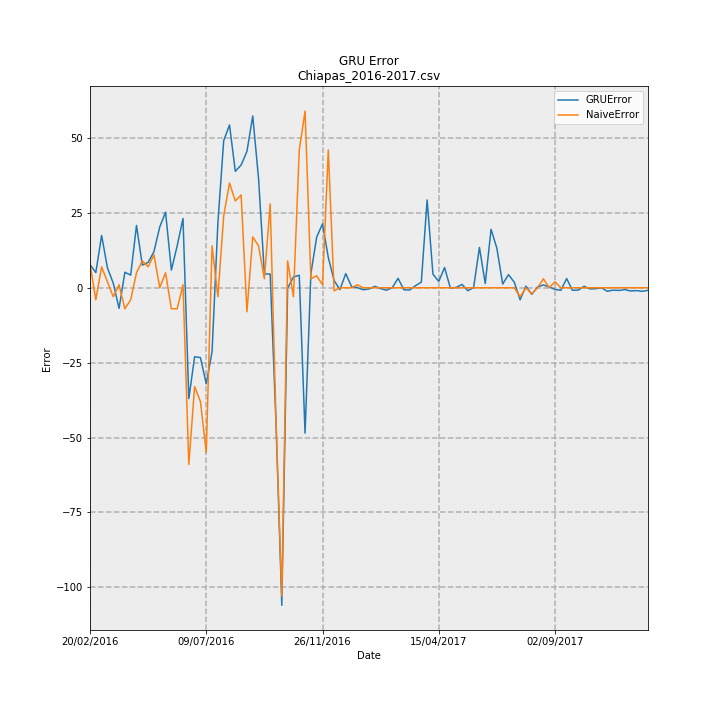 GRU Error
Chiapas_2016-2017.csv
GRUError
NaiveError
50
25
0
−25
−50
−75
−100
Error
20/02/2016
09/07/2016
26/11/2016
15/04/2017
02/09/2017
Date